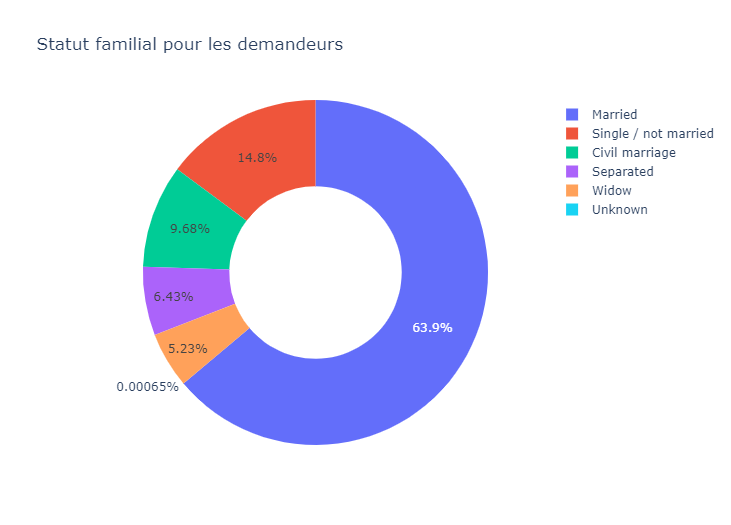 Statut familial pour les demandeurs
Married
Single / not married
Civil marriage
Separated
Widow
Unknown
14.8%
9.68%
6.43%
5.23%
0.00065%
63.9%